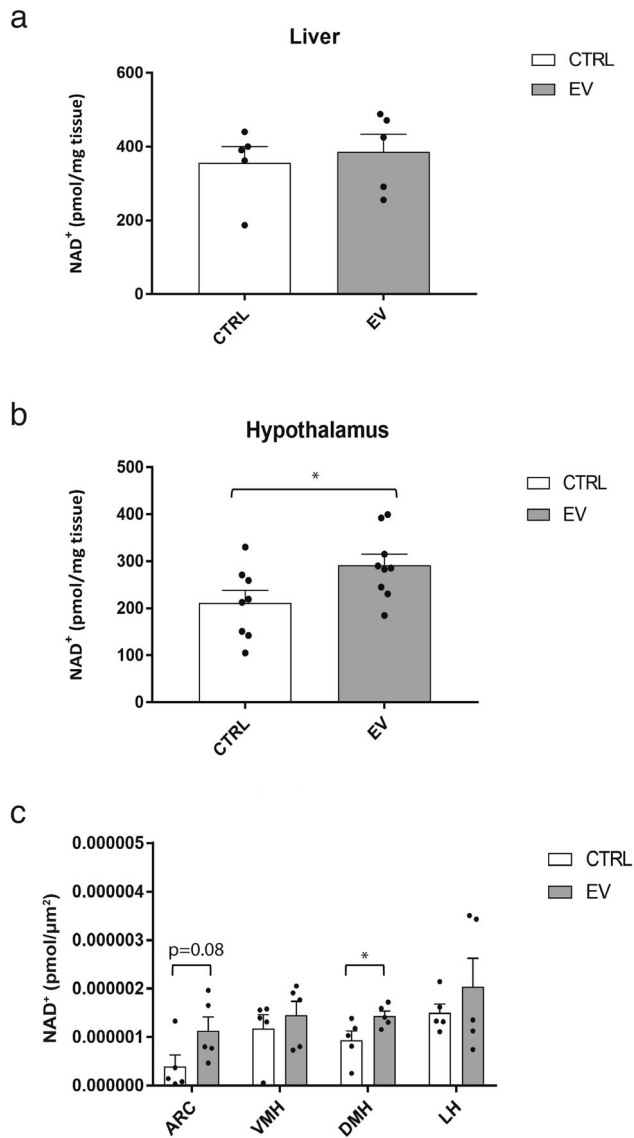 a
Liver
CTRL
EV
NAD+ (pmol/mg tissue)
600
400
200
0
CTRL
EV
b
Hypothalamus
CTRL
EV
NAD+ (pmol/mg tissue)
500
400
300
200
100
0
*
CTRL
EV
c
CTRL
EV
NAD+ (pmol/µm²)
0.000005
0.000004
0.000003
0.000002
0.000001
0.000000
p=0.08
*
ARC
VMH
DMH
LH